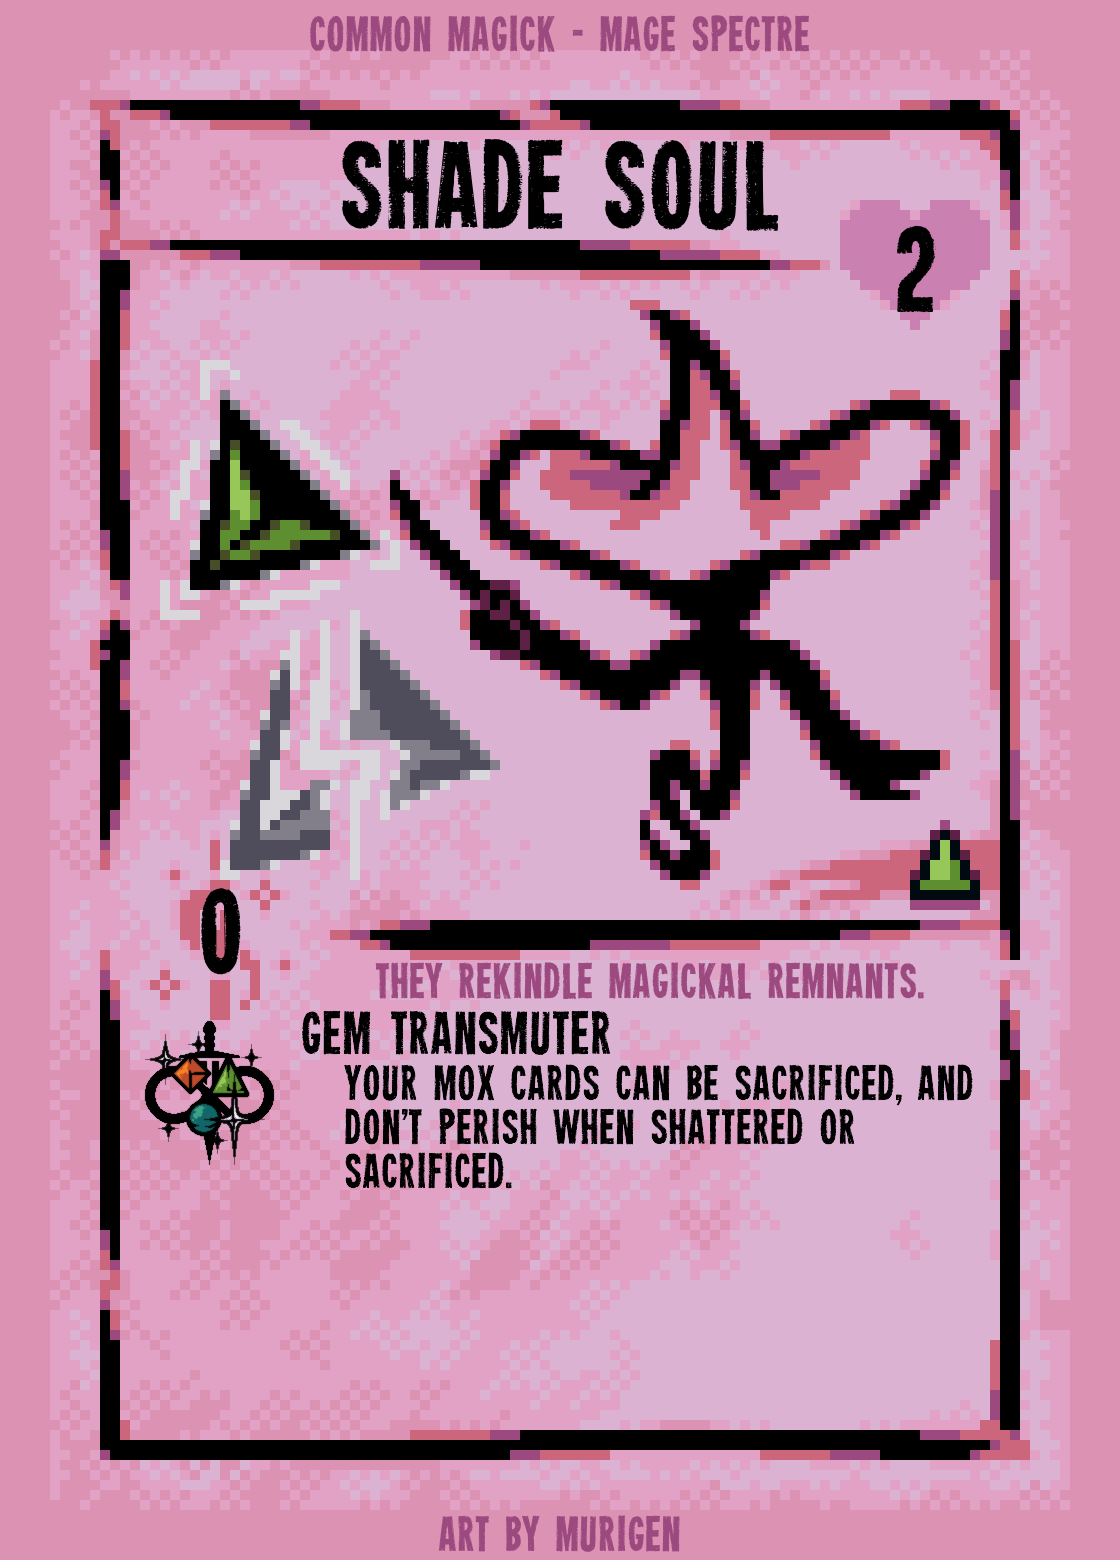 COMMON MAGICK - MAGE SPECTRE
SHADE SOUL
2
0
THEY REKINDLE MAGICKAL REMNANTS.
GEM TRANSMUTER
YOUR MOX CARDS CAN BE SACRIFICED, AND
DON'T PERISH WHEN SHATTERED OR
SACRIFICED.
ART BY MURIGEN